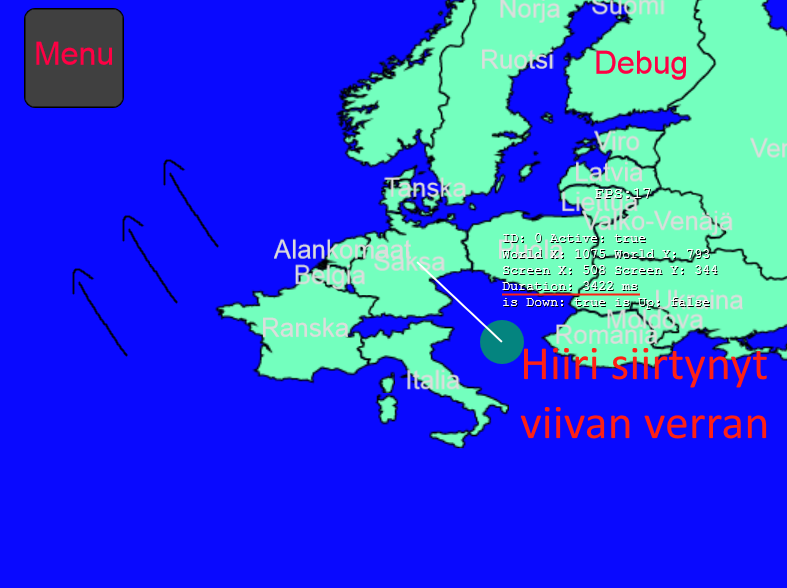 Norja
Suomi
Menu
Ruotsi
Debug
Viro
Ven
Latvia
Tanska
FPS:17
Liettua
Valko-Venäjä
ID: 0 Active: true
Alankomaat
Saksa
World X: 1075 World Y: 793
Belgia
Screen X: 508 Screen Y: 344
Duration: 3422 ms
Ukraina
is Down: true is Up: false
Moldova
Ranska
Romania
Hiiri siirtynyt
Italia
viivan verran